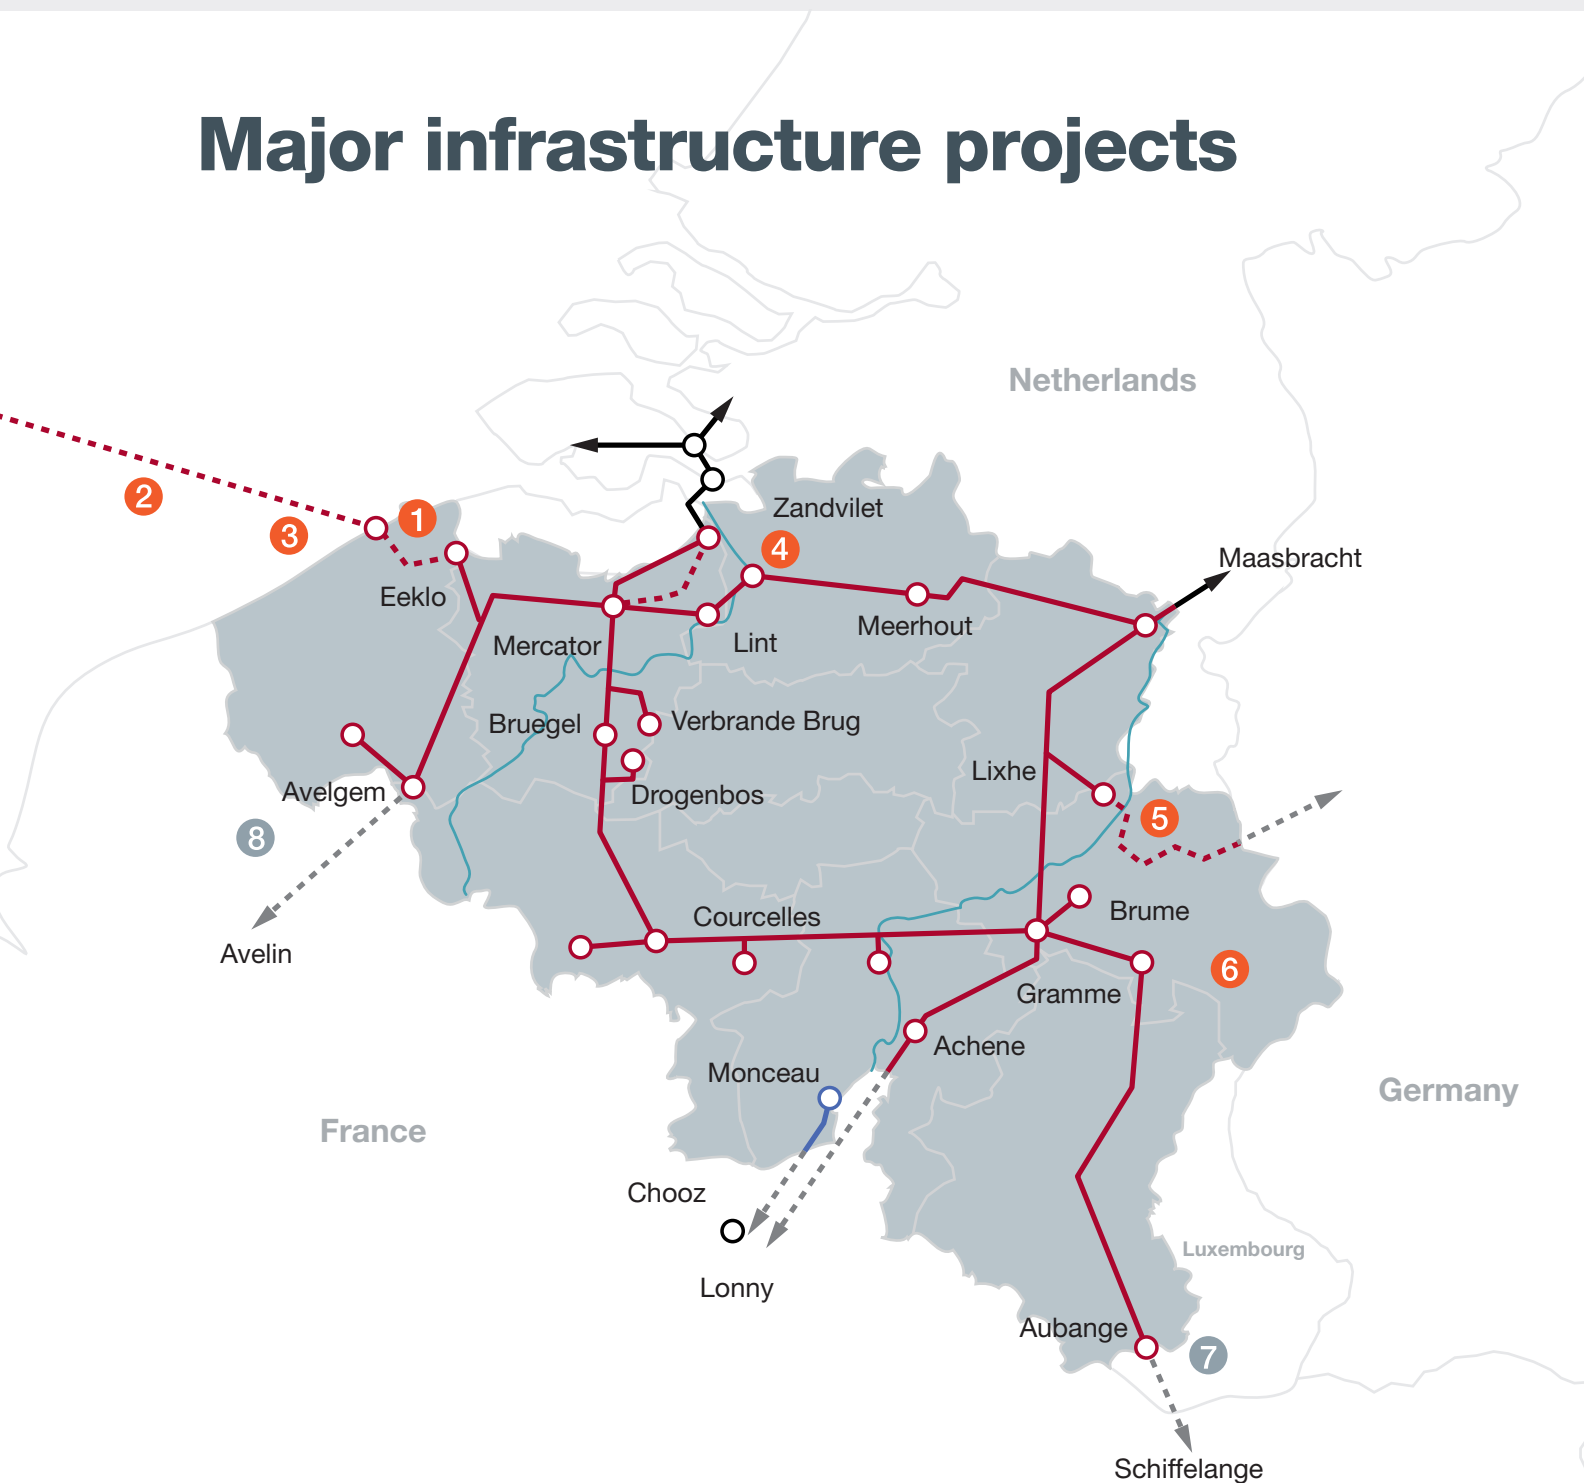 Major infrastructure projects
Netherlands
2
3
1
Zandvilet
4
Maasbracht
Eeklo
Meerhout
Mercator
Lint
Bruegel
Verbrande Brug
Lixhe
Avelgem
Drogenbos
5
8
Courcelles
Brume
Avelin
6
Gramme
Achene
Monceau
Germany
France
Chooz
Luxembourg
Lonny
Aubange
7
Schiffelange